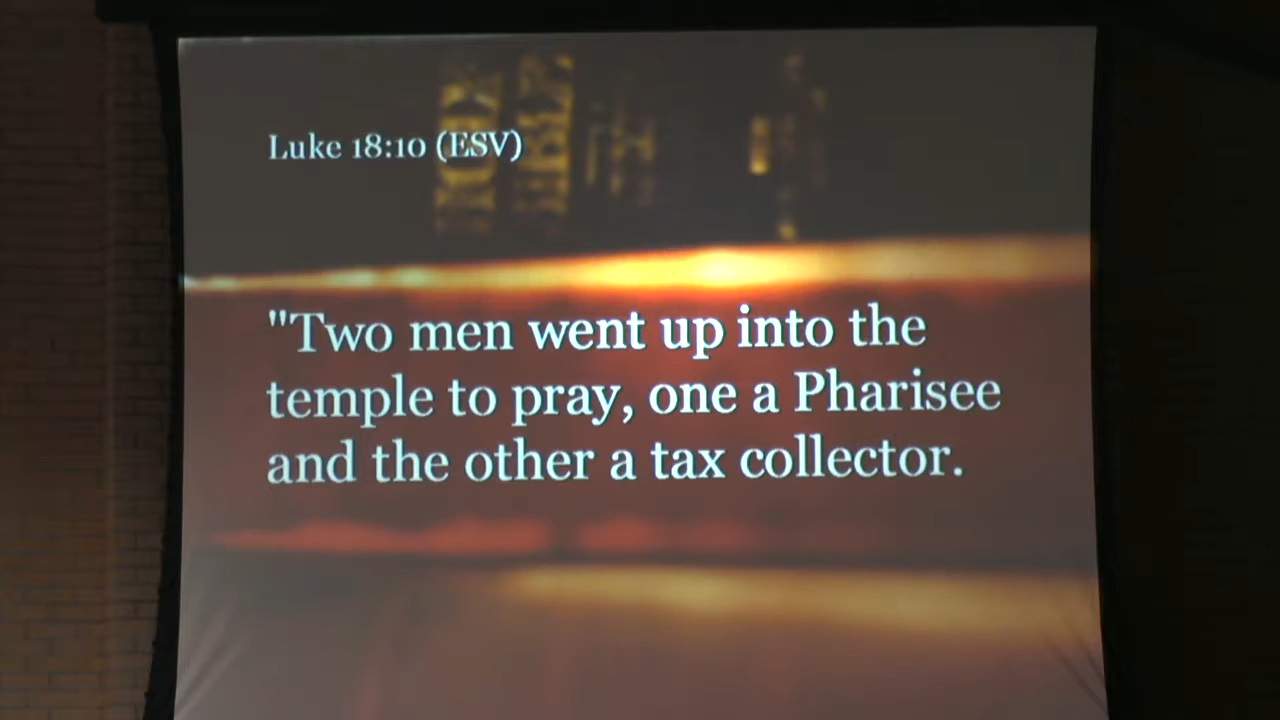 Luke 18:10 (ESV)
"Two men went up into the
temple to pray, one a Pharisee
and the other a tax collector.